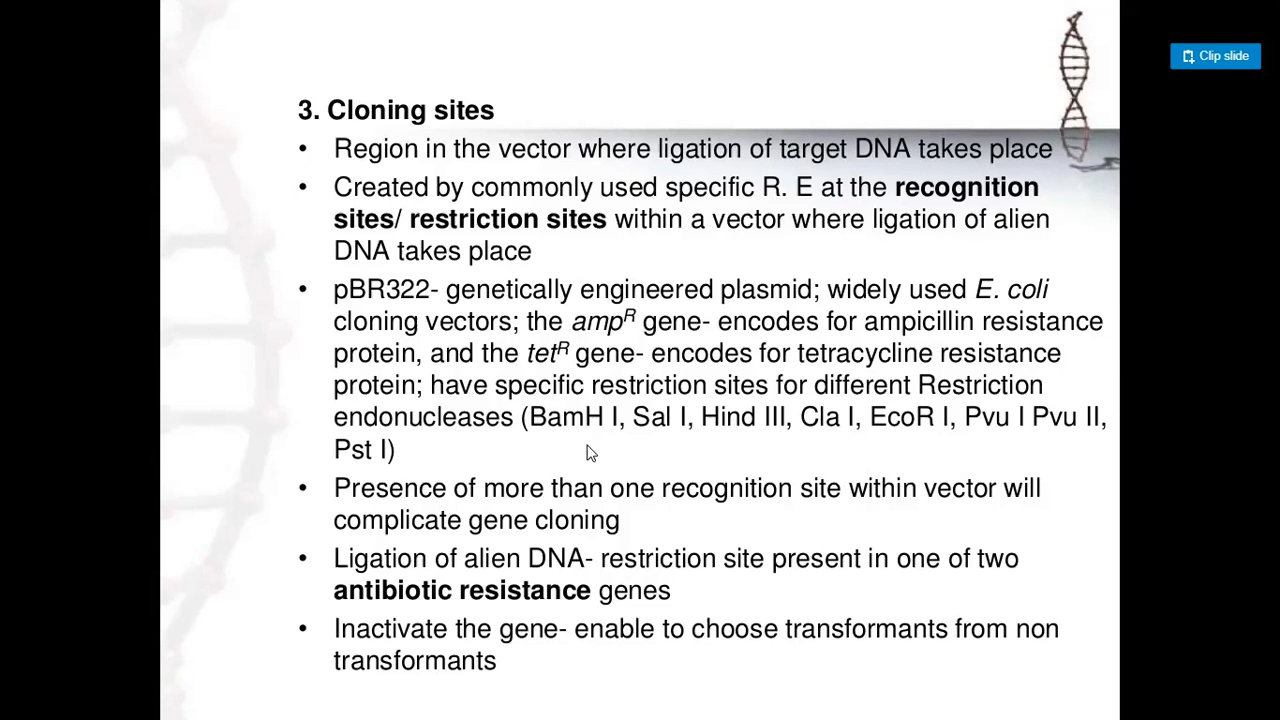 Clip slide
3. Cloning sites
• Region in the vector where ligation of target DNA takes place
• Created by commonly used specific R. E at the recognition
sites/ restriction sites within a vector where ligation of alien
DNA takes place
• pBR322- genetically engineered plasmid; widely used E. coli
cloning vectors; the ampR gene- encodes for ampicillin resistance
protein, and the tetR gene- encodes for tetracycline resistance
protein; have specific restriction sites for different Restriction
endonucleases (BamH I, Sal I, Hind III, Cla I, EcoR I, Pvu I Pvu II,
Pst I)
• Presence of more than one recognition site within vector will
complicate gene cloning
• Ligation of alien DNA- restriction site present in one of two
antibiotic resistance genes
• Inactivate the gene- enable to choose transformants from non
transformants